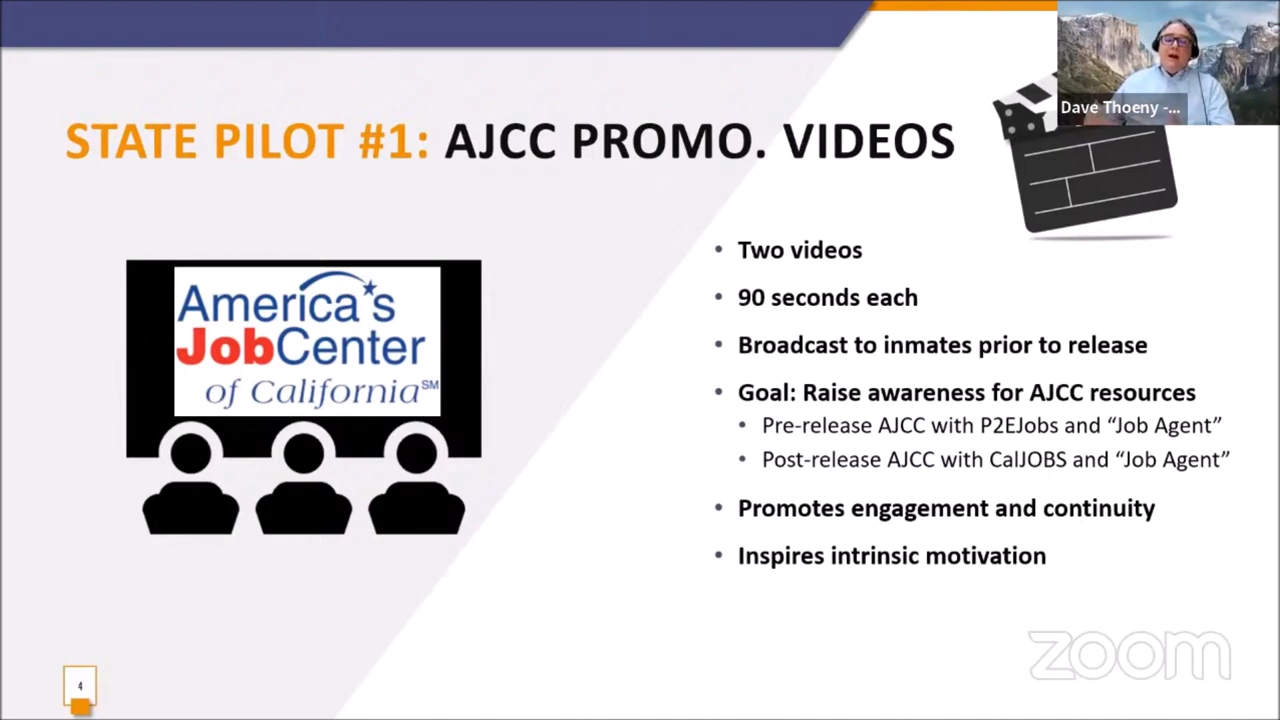 Dave Thoeny -...
STATE PILOT #1: AJCC PROMO. VIDEOS
America's
JobCenter
of California SM
• Two videos
• 90 seconds each
• Broadcast to inmates prior to release
• Goal: Raise awareness for AJCC resources
• Pre-release AJCC with P2EJobs and “Job Agent”
• Post-release AJCC with CalJOBS and “Job Agent”
• Promotes engagement and continuity
• Inspires intrinsic motivation
4
zoom